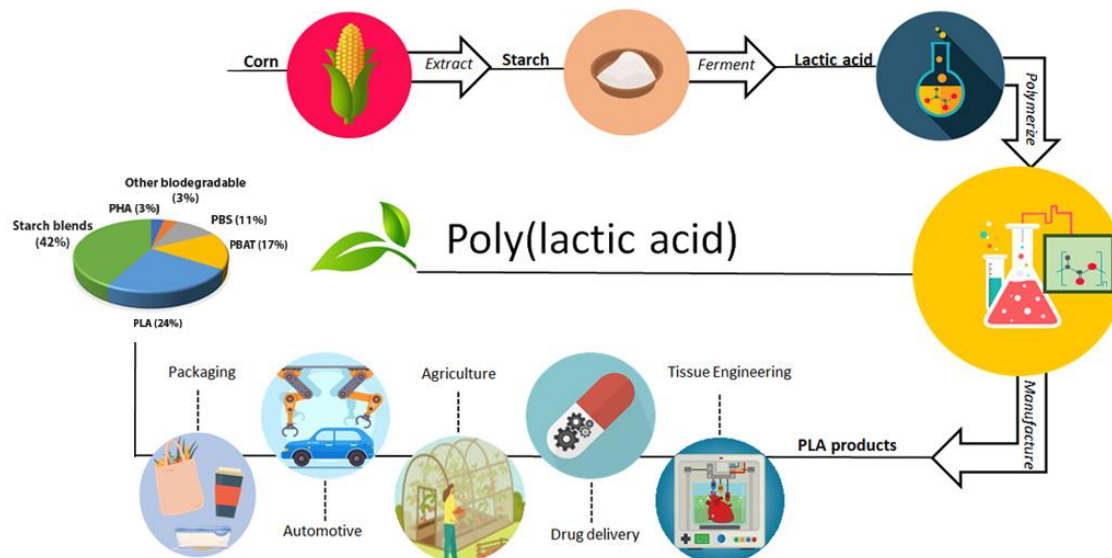 Corn
Extract
Starch
Ferment
Lactic acid
Polymerize
Other biodegradable
(3%)
PHA (3%)
PBS (11%)
Starch blends
(42%)
PBAT (17%)
PLA (24%)
Poly(lactic acid)
n
Manufacture
PLA products
Packaging
Automotive
Agriculture
Drug delivery
Tissue Engineering